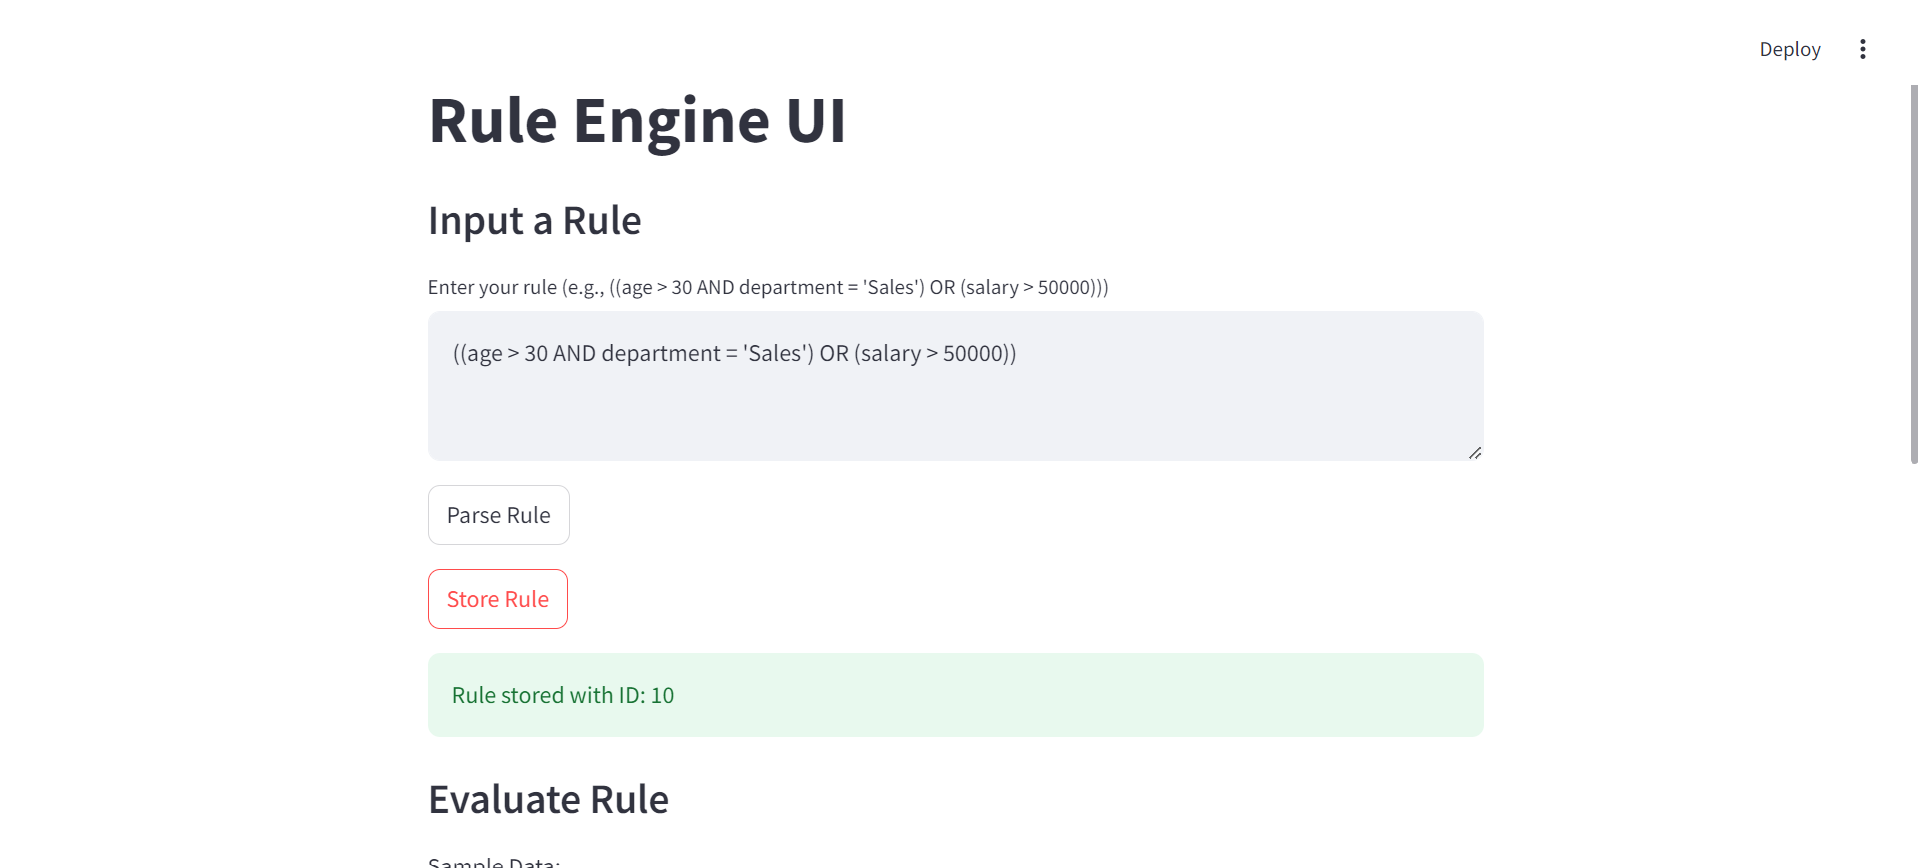 Deploy
Rule Engine UI
Input a Rule
Enter your rule (e.g., ((age > 30 AND department = 'Sales') OR (salary > 50000)))
((age > 30 AND department = 'Sales') OR (salary > 50000))
Parse Rule
Store Rule
Rule stored with ID: 10
Evaluate Rule
Sample Data: